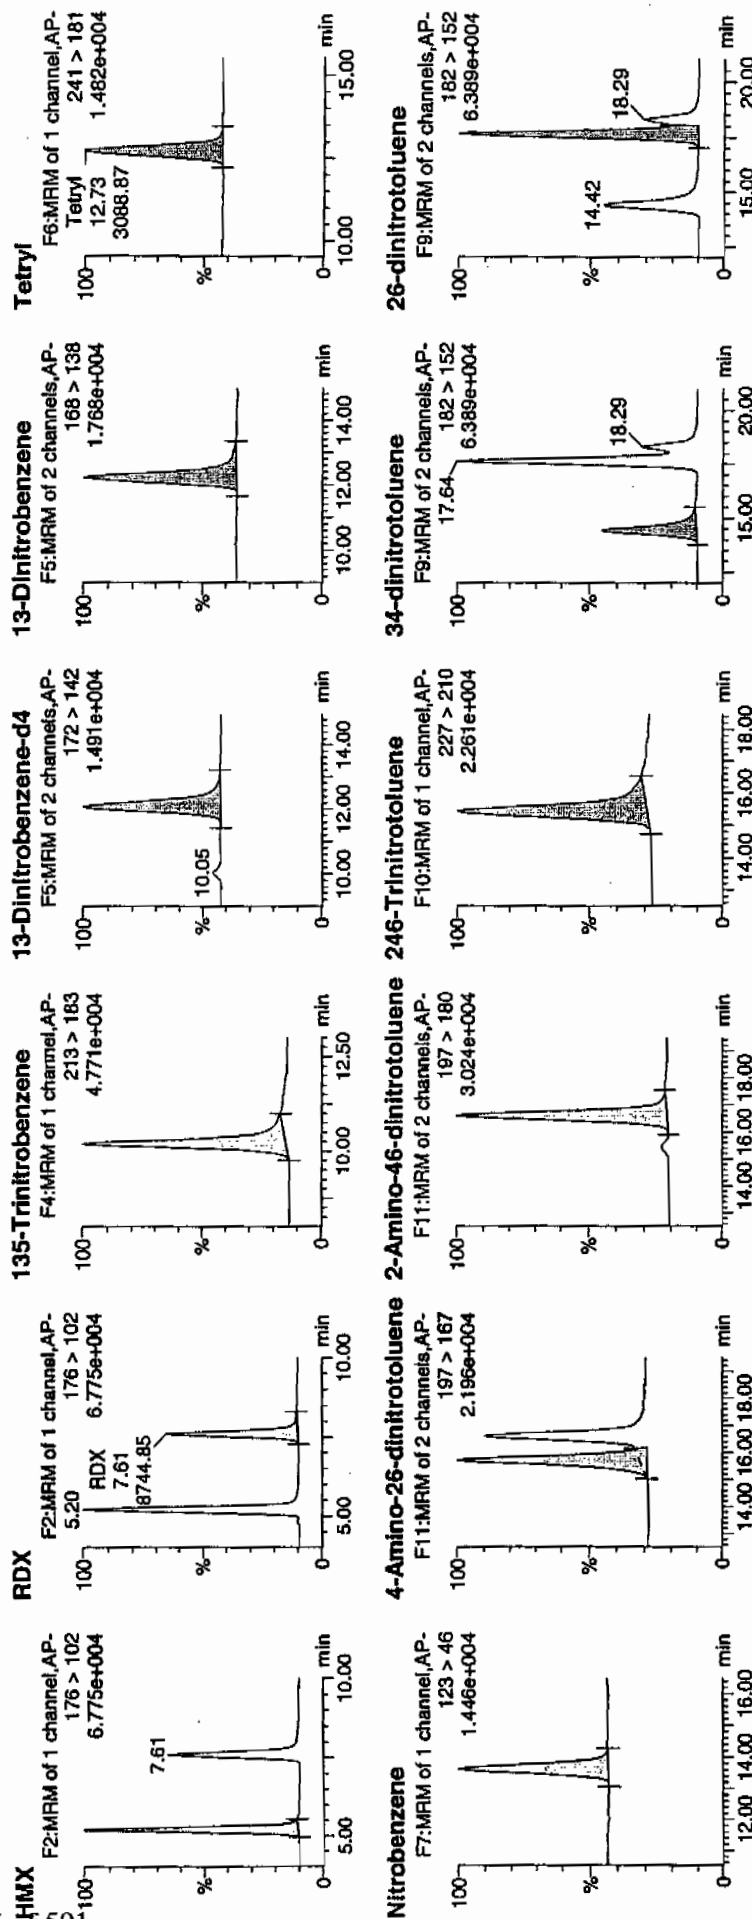 HMX
F2:MRM of 1 channel,AP-
176 > 102
6.775e+004
100
%
0
7.61
5.00
10.00
min
RDX
F2:MRM of 1 channel,AP-
5.20
176 > 102
6.775e+004
RDX
7.61
8744.85
100
%
0
5.00
10.00
min
135-Trinitrobenzene
F4:MRM of 1 channel,AP-
213 > 183
4.771e+004
100
%
0
10.00
12.50
min
13-Dinitrobenzene-d4
F5:MRM of 2 channels,AP-
172 > 142
1.491e+004
100
%
0
10.05
10.00
12.00
14.00
min
13-Dinitrobenzene
F5:MRM of 2 channels,AP-
168 > 138
1.768e+004
100
%
0
10.00
12.00
14.00
min
Tetryl
F6:MRM of 1 channel,AP-
Tetryl
241 > 181
12.73
1.482e+004
3088.87
100
%
0
10.00
15.00
min
Nitrobenzene
F7:MRM of 1 channel,AP-
123 > 46
1.446e+004
100
%
0
12.00
14.00
16.00
min
4-Amino-26-dinitrotoluene
F11:MRM of 2 channels,AP-
197 > 167
2.196e+004
100
%
0
14.00
16.00
18.00
min
2-Amino-46-dinitrotoluene
F11:MRM of 2 channels,AP-
197 > 180
3.024e+004
100
%
0
14.00
16.00
18.00
min
246-Trinitrotoluene
F10:MRM of 1 channel,AP-
227 > 210
2.261e+004
100
%
0
14.00
16.00
18.00
min
34-dinitrotoluene
F9:MRM of 2 channels,AP-
17.64
182 > 152
6.389e+004
100
%
0
18.29
15.00
20.00
min
26-dinitrotoluene
F9:MRM of 2 channels,AP-
182 > 152
6.389e+004
100
%
0
14.42
18.29
15.00
20.00
min